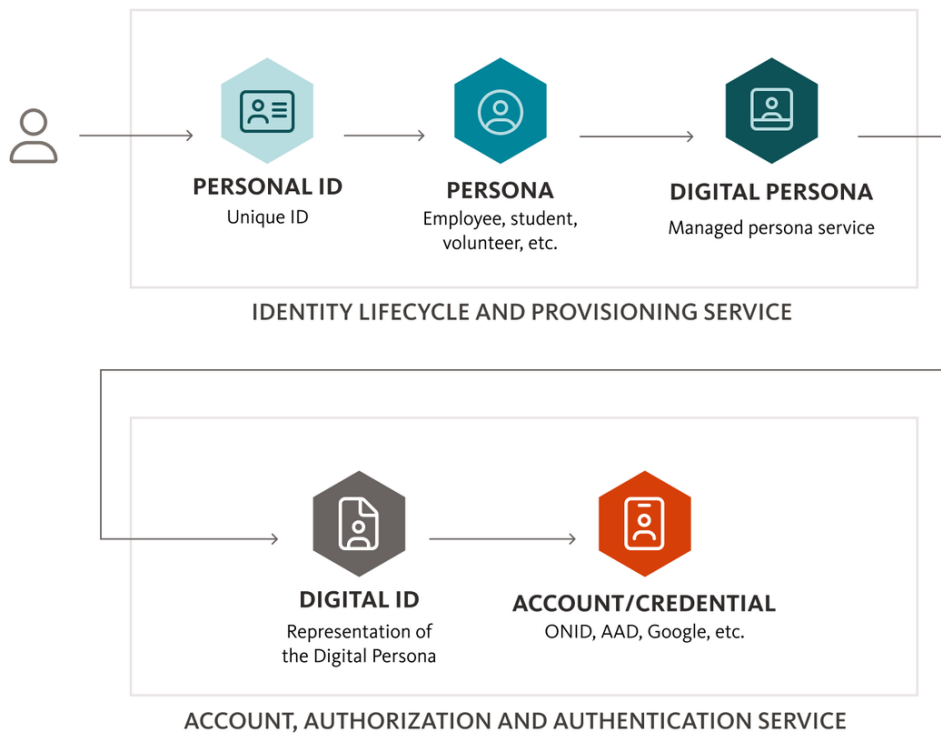 PERSONAL ID
Unique ID
PERSONA
Employee, student,
volunteer, etc.
DIGITAL PERSONA
Managed persona service
IDENTITY LIFECYCLE AND PROVISIONING SERVICE
DIGITAL ID
Representation of
the Digital Persona
ACCOUNT/CREDENTIAL
ONID, AAD, Google, etc.
ACCOUNT, AUTHORIZATION AND AUTHENTICATION SERVICE